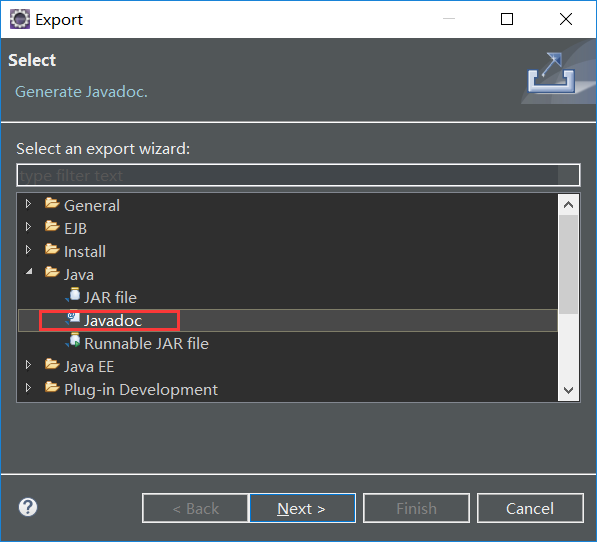 Export
Select
Generate Javadoc.
Select an export wizard:
type filter text
General
EJB
Install
Java
JAR file
Javadoc
Runnable JAR file
Java EE
Plug-in Development
?
< Back
Next >
Finish
Cancel